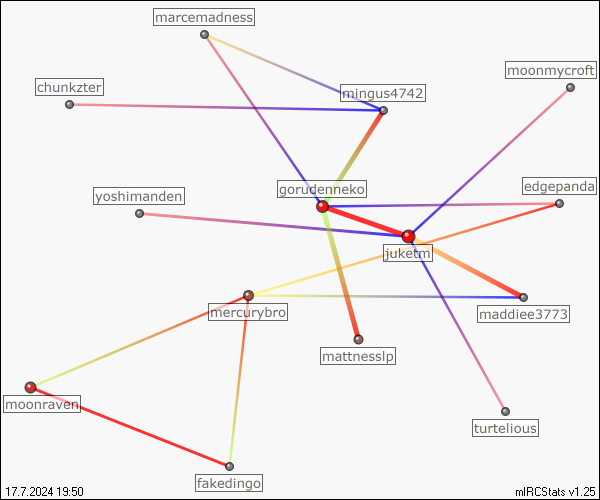 marcemadness
moonmycroft
chunkzter
mingus4742
gorudenneko
edgepanda
yoshimanden
juketm
mercurybro
maddiee3773
mattnesslp
moonraven
turtelious
fakedingo
17.7.2024 19:50
mIRCStats v1.25